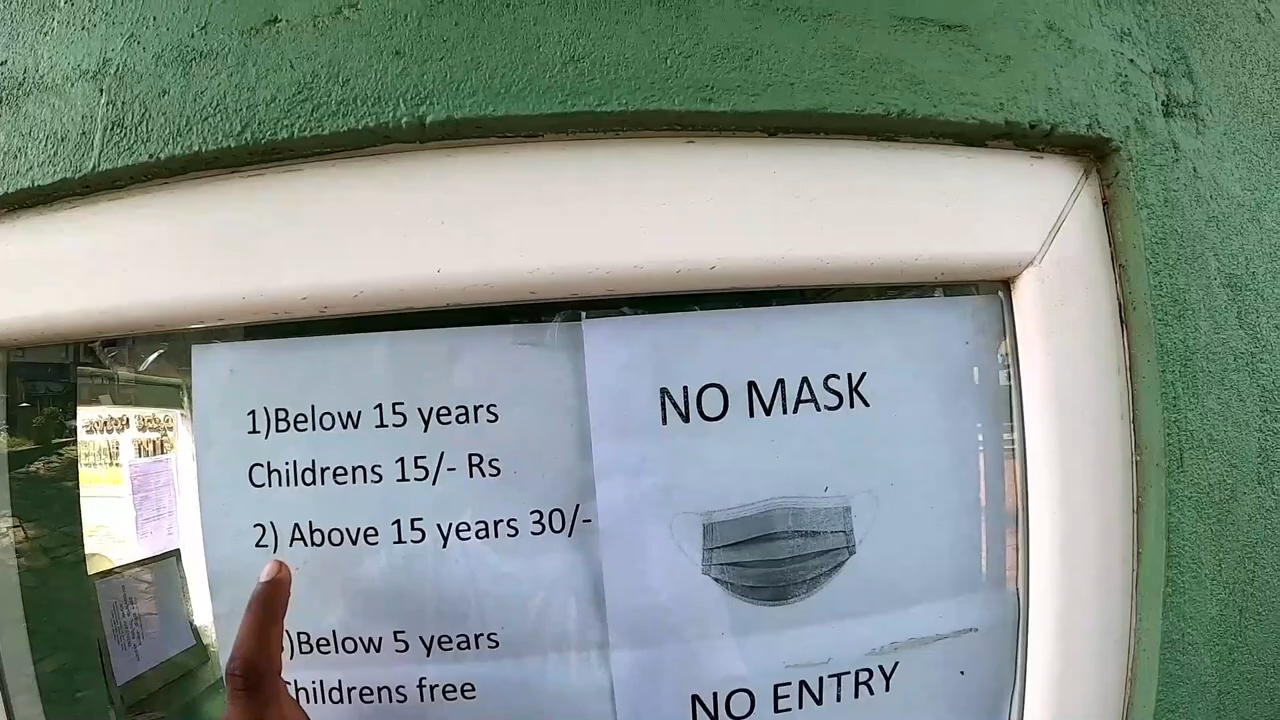 1)Below 15 years
Childrens 15/- Rs
2) Above 15 years 30/-
)Below 5 years
hildrens free
NO MASK
NO ENTRY